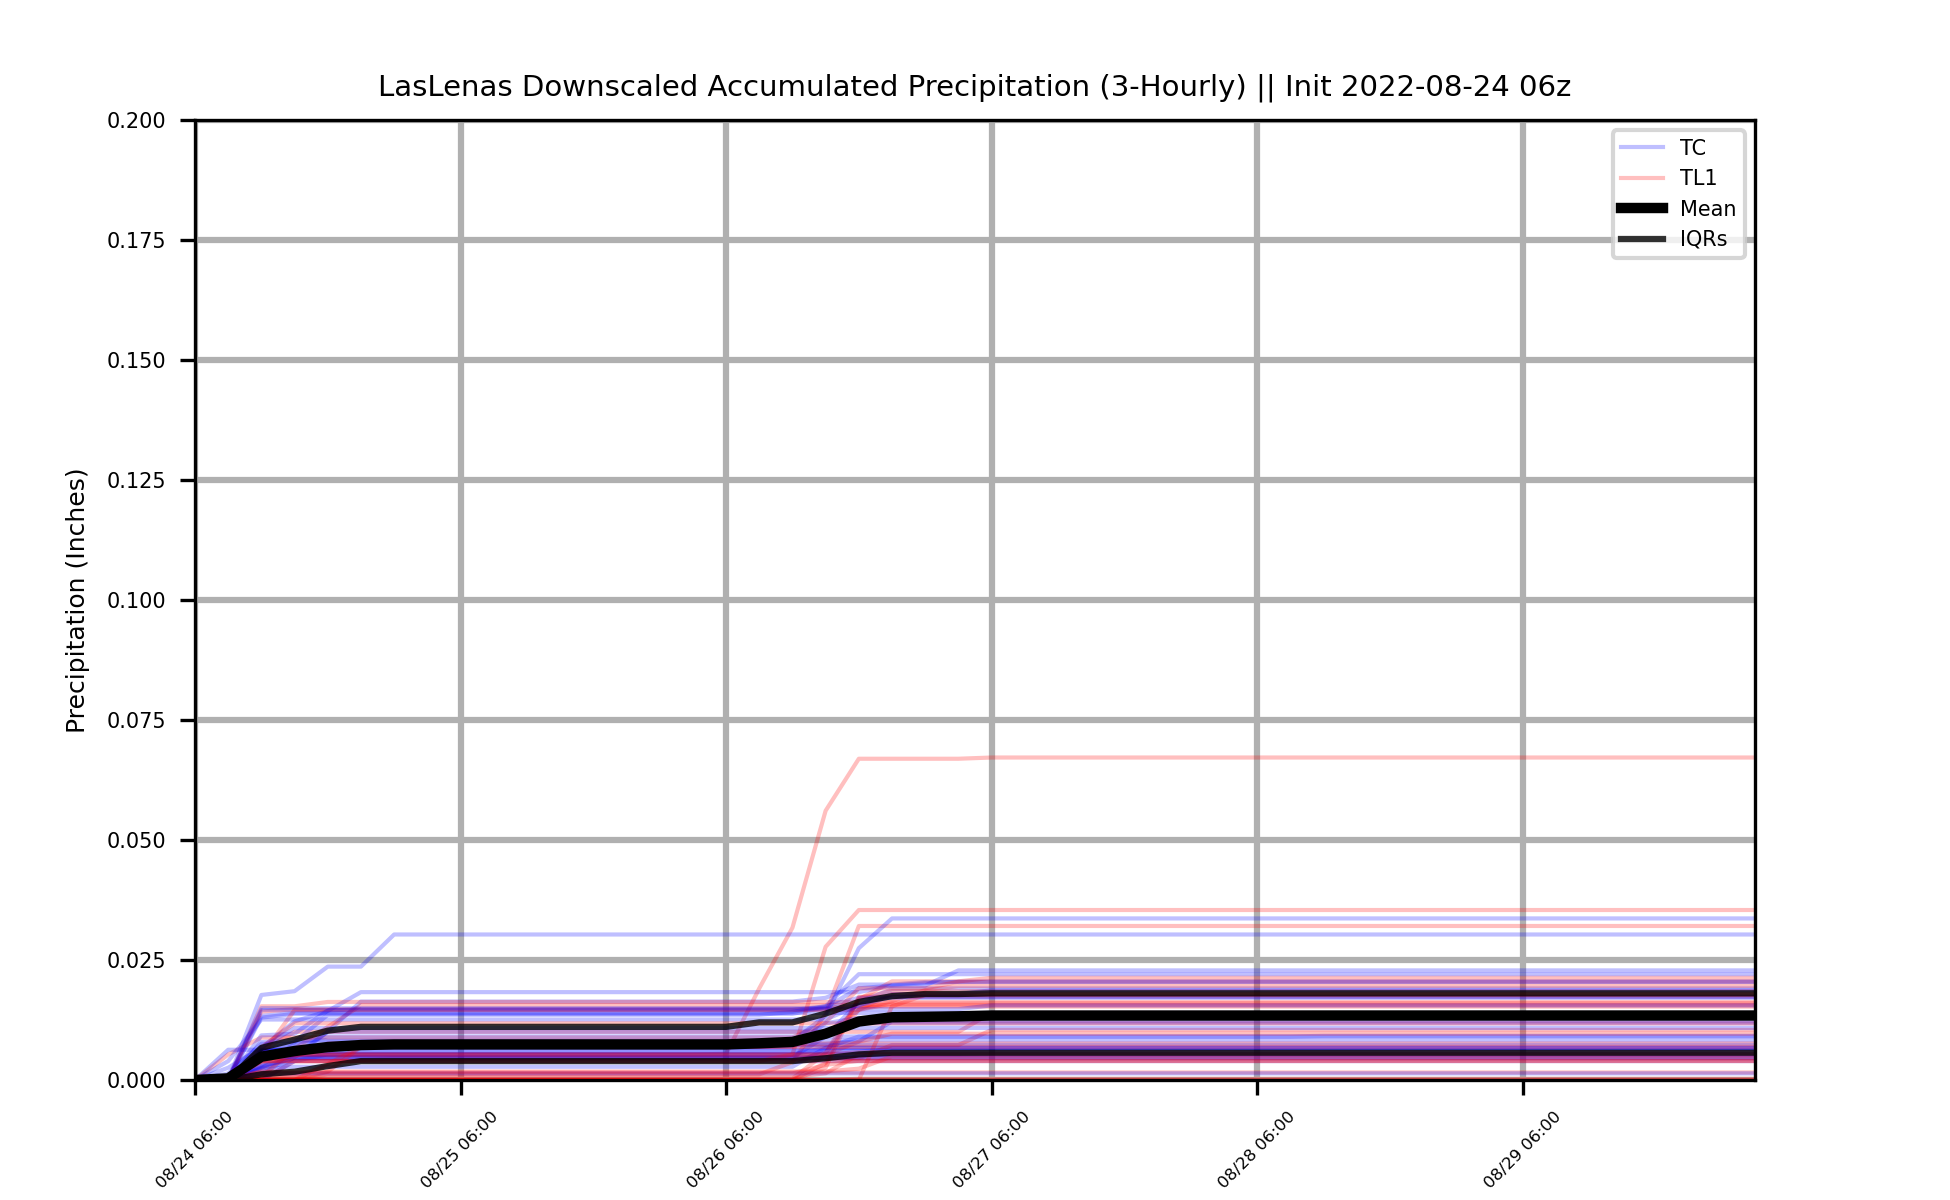 LasLenas Downscaled Accumulated Precipitation (3-Hourly) || Init 2022-08-24 06z
0.200
0.175
0.150
0.125
0.100
0.075
0.050
0.025
0.000
Precipitation (Inches)
TC
TL1
Mean
IQRs
08/24 06:00
08/25 06:00
08/26 06:00
08/27 06:00
08/28 06:00
08/29 06:00